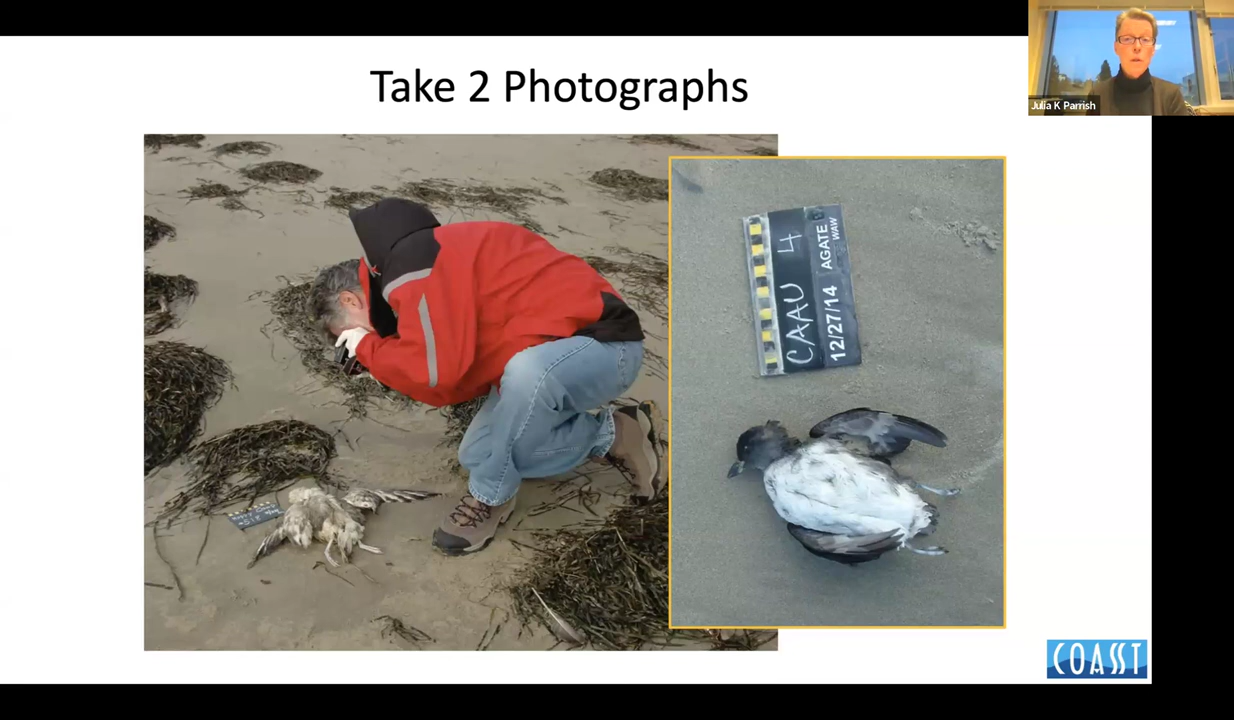 Take 2 Photographs
Julia K Parrish
CAAU 4
12/27/14 AGATE
WAW
COASST